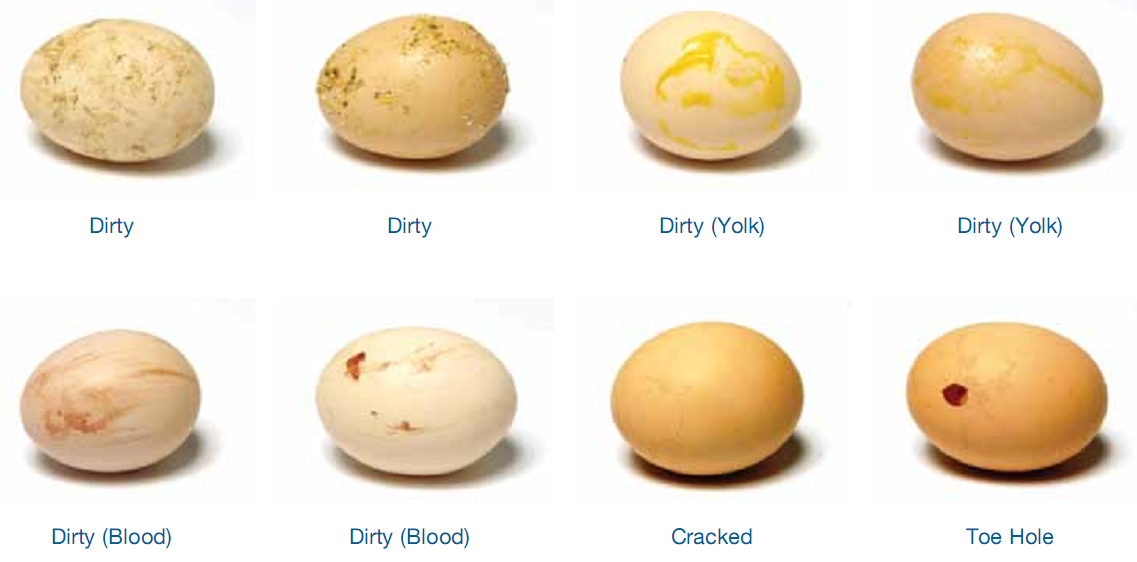 Dirty
Dirty
Dirty (Yolk)
Dirty (Yolk)
Dirty (Blood)
Dirty (Blood)
Cracked
Toe Hole